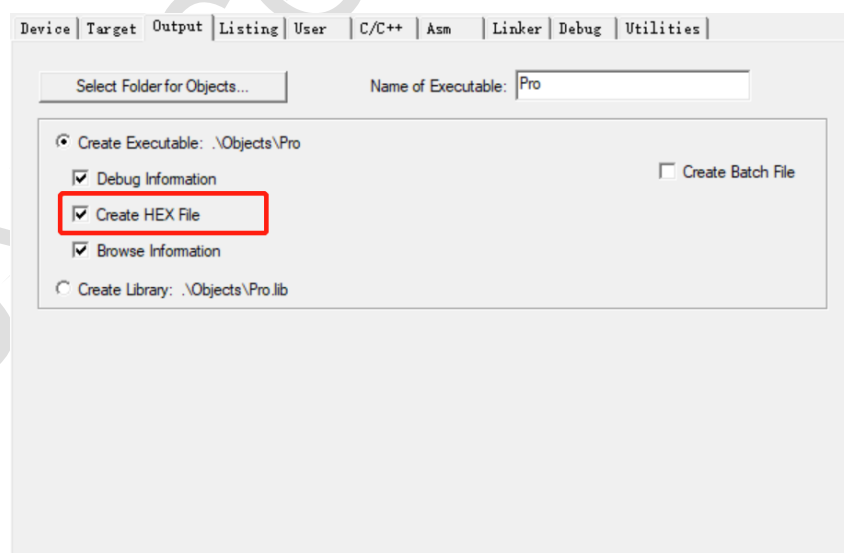 Device Target Output Listing User C/C++ Asm Linker Debug Utilities
Select Folder for Objects... Name of Executable: Pro
Create Executable: .\Objects\Pro
Debug Information Create Batch File
Create HEX File
Browse Information
Create Library: .\Objects\Pro.lib